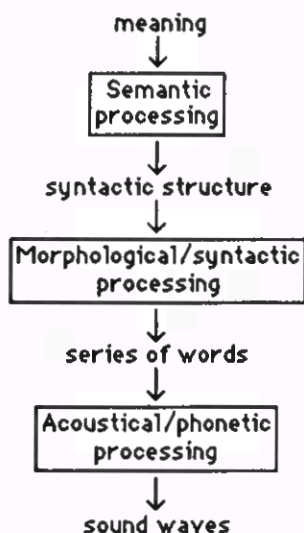 meaning
Semantic
processing
syntactic structure
Morphological/syntactic
processing
series of words
Acoustical/phonetic
processing
sound waves